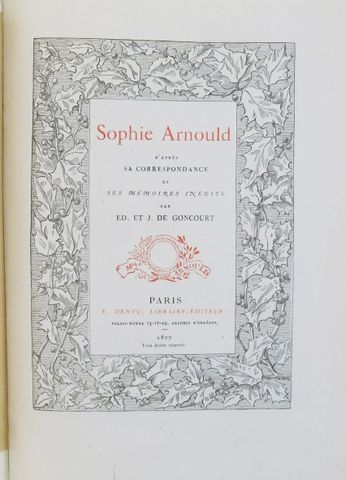 Sophie Arnould
D'APRÈS
SA CORRESPONDANCE
ET
SES MÉMOIRES INÉDITS
PAR
ED. ET J. DE GONCOURT
ARNOULD
PARIS
E. DENTU, LIBRAIRE-ÉDITEUR
PALAIS-ROYAL 15-17-19, GALERIE D'ORLÉANS,
1877
Tous droits réservés.